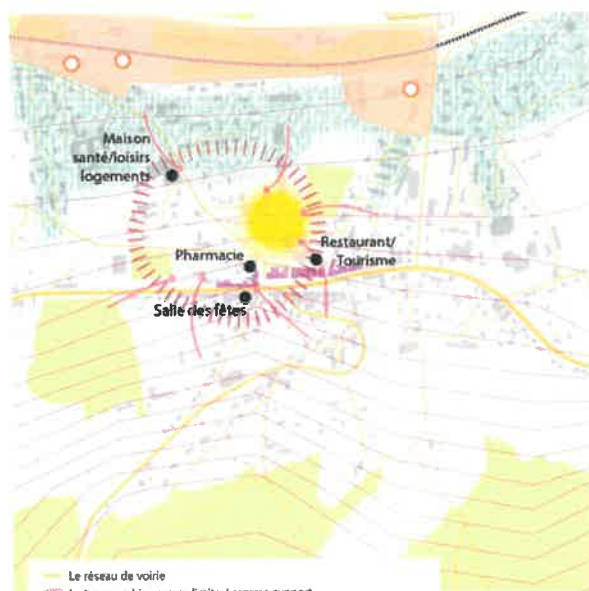 Maison
santé/loisirs
logements
Pharmacie
Restaurant/
Tourisme
Salle des fêtes
Le réseau de voirie